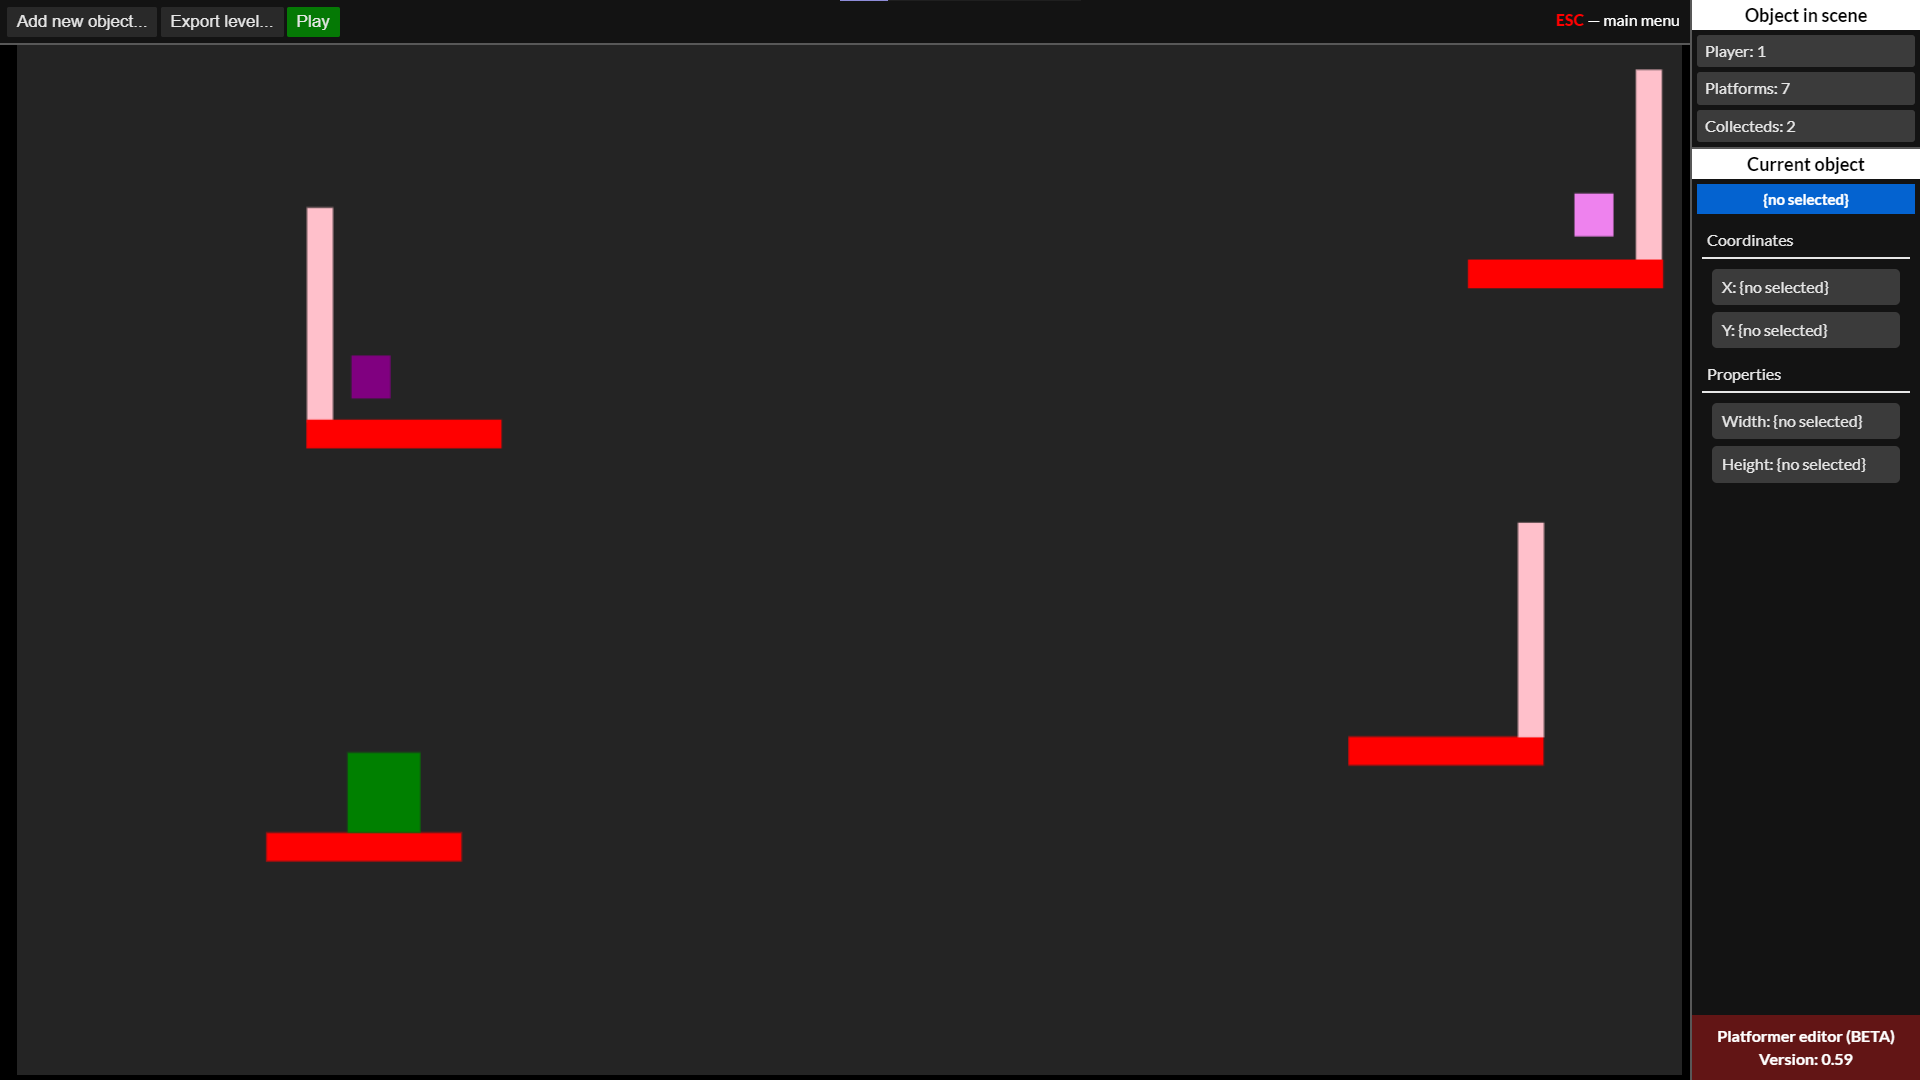 Add new object...
Export level...
Play
ESC — main menu
Object in scene
Player: 1
Platforms: 7
Collecteds: 2
Current object
{no selected}
Coordinates
X: {no selected}
Y: {no selected}
Properties
Width: {no selected}
Height: {no selected}
Platformer editor (BETA)
Version: 0.59